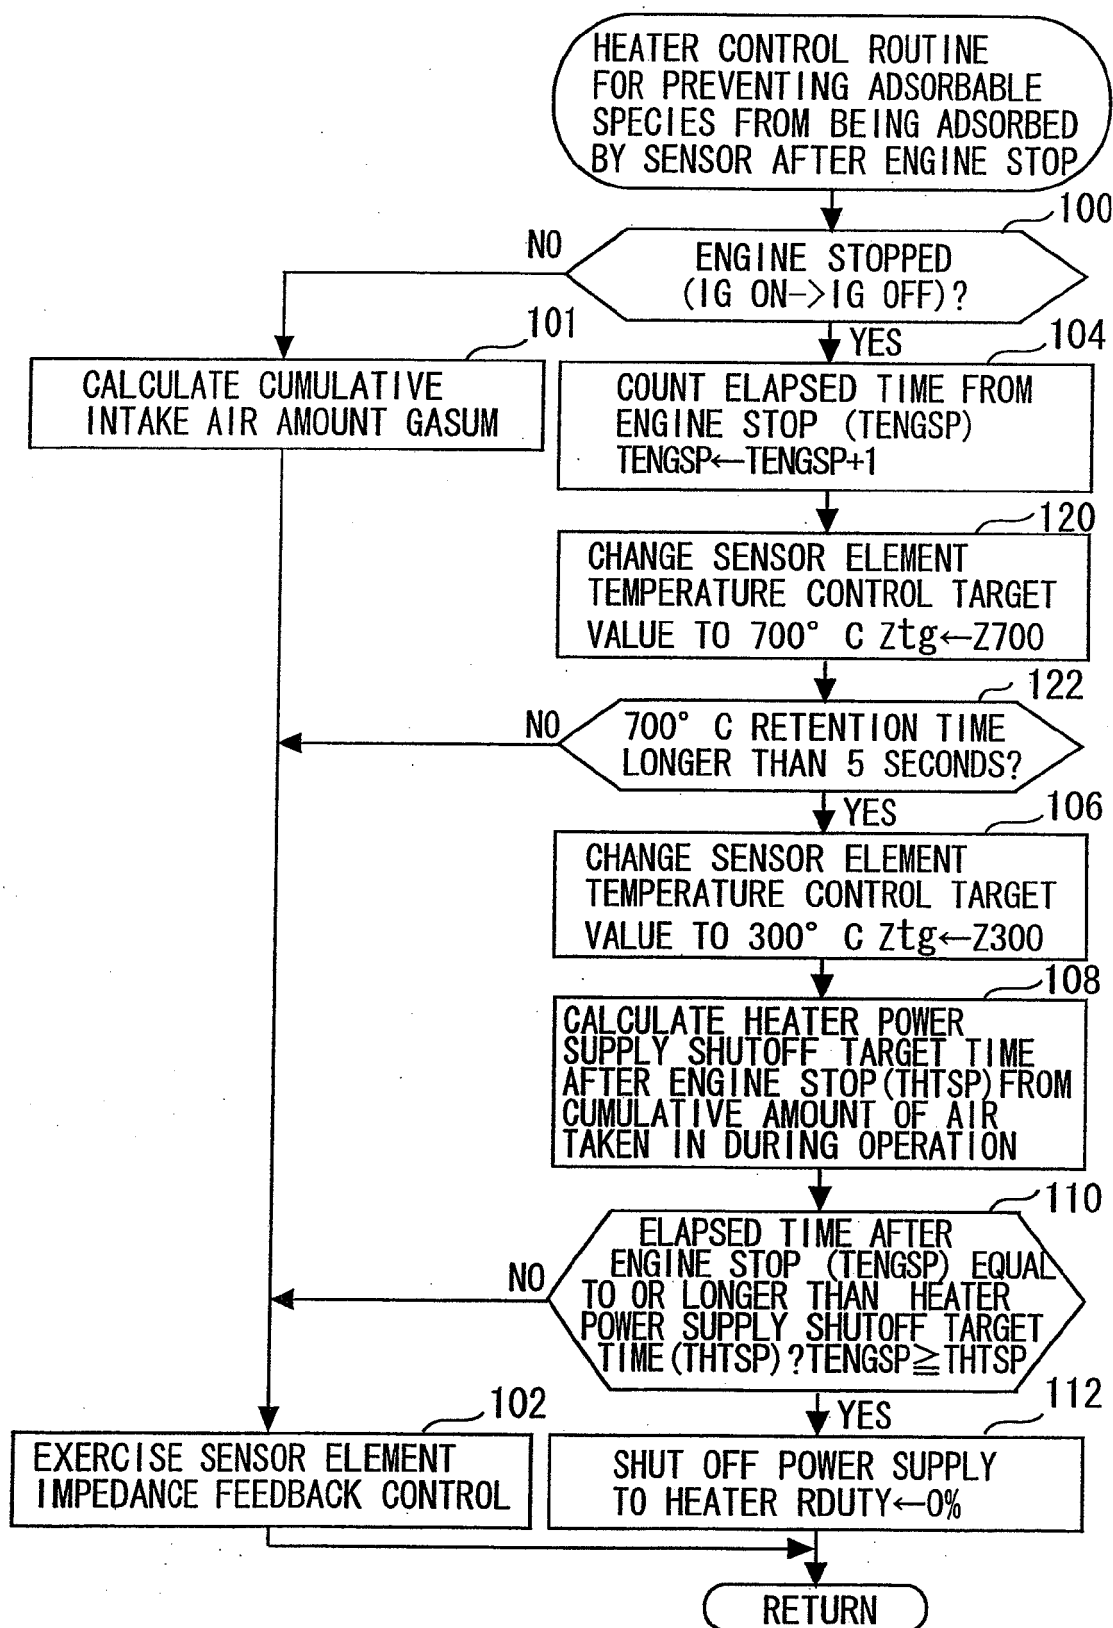 HEATER CONTROL ROUTINE
FOR PREVENTING ADSORBABLE
SPECIES FROM BEING ADSORBED
BY SENSOR AFTER ENGINE STOP
100
NO
ENGINE STOPPED
(IG ON->IG OFF)?
101
YES
104
CALCULATE CUMULATIVE
INTAKE AIR AMOUNT GASUM
COUNT ELAPSED TIME FROM
ENGINE STOP (TENGSP)
TENGSP←TENGSP+1
120
CHANGE SENSOR ELEMENT
TEMPERATURE CONTROL TARGET
VALUE TO 700° C Ztg←Z700
122
NO
700° C RETENTION TIME
LONGER THAN 5 SECONDS?
YES
106
CHANGE SENSOR ELEMENT
TEMPERATURE CONTROL TARGET
VALUE TO 300° C Ztg←Z300
108
CALCULATE HEATER POWER
SUPPLY SHUTOFF TARGET TIME
AFTER ENGINE STOP(THTSP)FROM
CUMULATIVE AMOUNT OF AIR
TAKEN IN DURING OPERATION
110
NO
ELAPSED TIME AFTER
ENGINE STOP (TENGSP) EQUAL
TO OR LONGER THAN HEATER
POWER SUPPLY SHUTOFF TARGET
TIME(THTSP)?TENGSP≧THTSP
YES
112
102
EXERCISE SENSOR ELEMENT
IMPEDANCE FEEDBACK CONTROL
SHUT OFF POWER SUPPLY
TO HEATER RDUTY←0%
RETURN